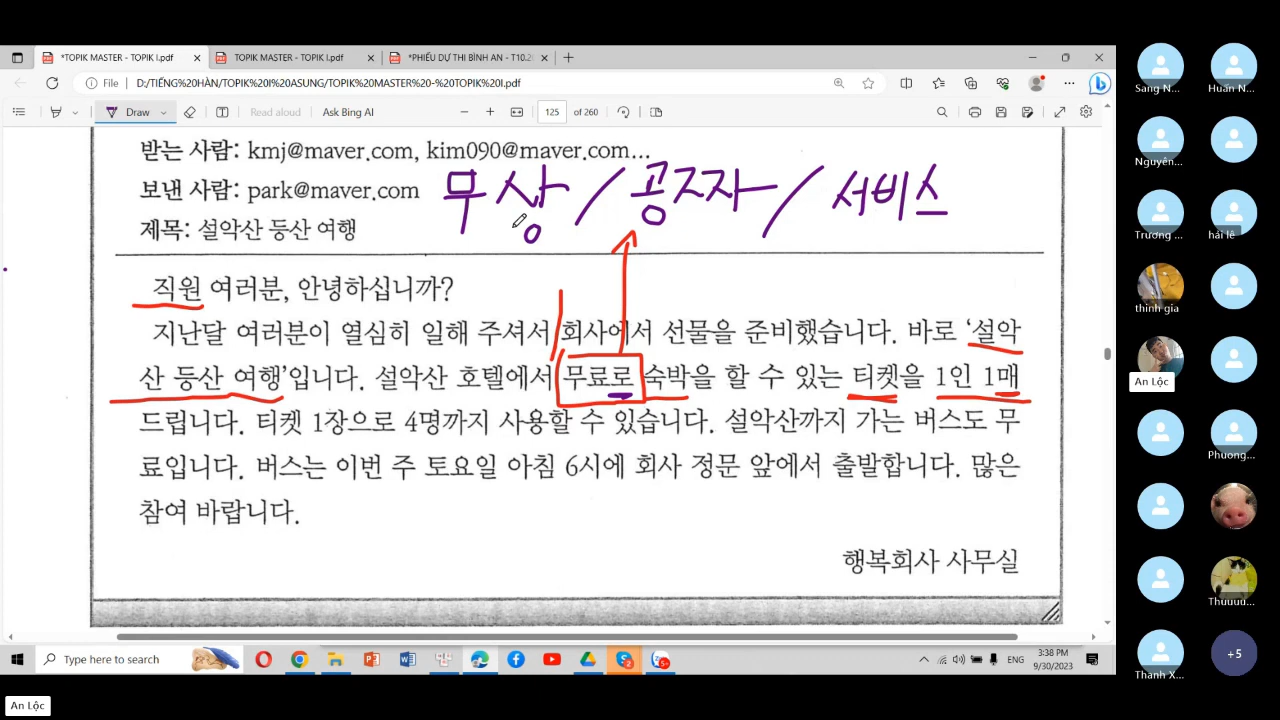 *TOPIK MASTER - TOPIK I.pdf
TOPIK MASTER - TOPIK I.pdf
*PHIẾU DỰ THI BÌNH AN - T10.2
File
D:/TIẾNG%20HÀN/TOPIK%20I%20ASUNG/TOPIK%20MASTER%20-%20TOPIK%20I.pdf
Draw
Read aloud
Ask Bing AI
125 of 260
받는 사람: kmj@maver.com, kim090@maver.com...
보낸 사람: park@maver.com
무상 / 공짜 / 서비스
제목: 설악산 등산 여행
직원 여러분, 안녕하십니까?
지난달 여러분이 열심히 일해 주셔서 회사에서 선물을 준비했습니다. 바로 ‘설악
산 등산 여행’입니다. 설악산 호텔에서 무료로 숙박을 할 수 있는 티켓을 1인 1매
드립니다. 티켓 1장으로 4명까지 사용할 수 있습니다. 설악산까지 가는 버스도 무
료입니다. 버스는 이번 주 토요일 아침 6시에 회사 정문 앞에서 출발합니다. 많은
참여 바랍니다.
행복회사 사무실
Type here to search
ENG
3:38 PM
9/30/2023
Sang N...
Huấn N...
Nguyễn...
Trương ...
hải lê
thinh gia
An Lộc
Phuong...
Thuuuu...
Thanh X...
+5
An Lộc